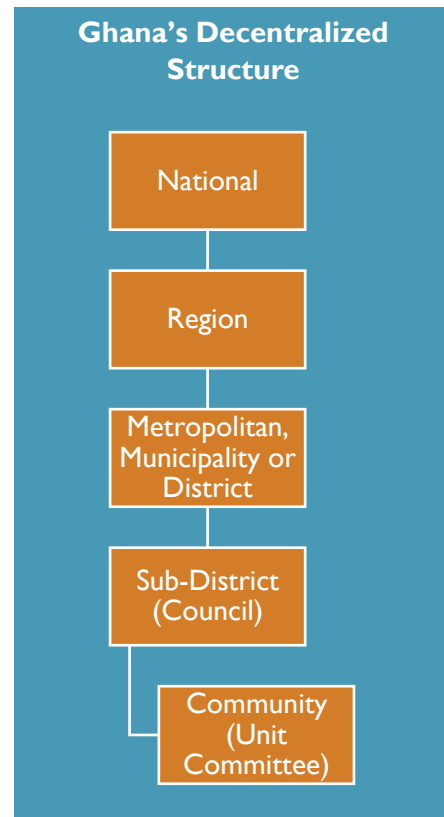 Ghana’s Decentralized
Structure
National
Region
Metropolitan,
Municipality or
District
Sub-District
(Council)
Community
(Unit
Committee)